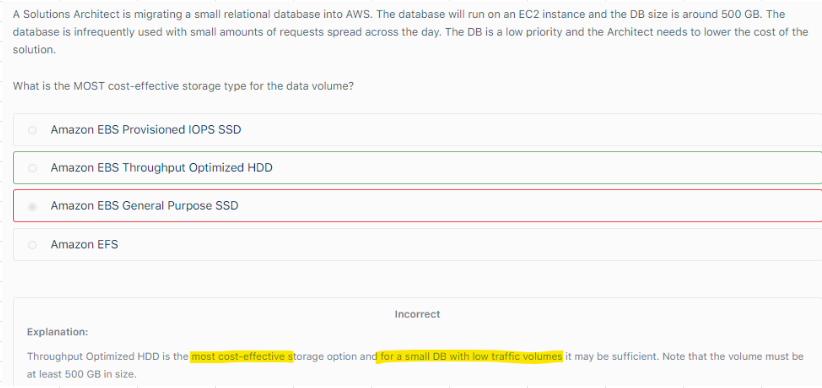 A Solutions Architect is migrating a small relational database into AWS. The database will run on an EC2 instance and the DB size is around 500 GB. The
database is infrequently used with small amounts of requests spread across the day. The DB is a low priority and the Architect needs to lower the cost of the
solution.
What is the MOST cost-effective storage type for the data volume?
Amazon EBS Provisioned IOPS SSD
Amazon EBS Throughput Optimized HDD
Amazon EBS General Purpose SSD
Amazon EFS
Incorrect
Explanation:
Throughput Optimized HDD is the most cost-effective storage option and for a small DB with low traffic volumes it may be sufficient. Note that the volume must be
at least 500 GB in size.